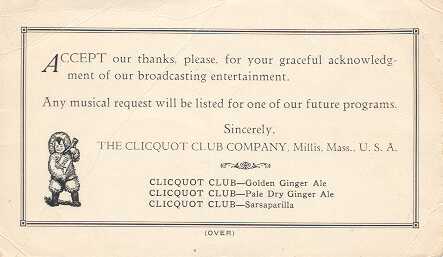 ACCEPT our thanks, please, for your graceful acknowledg-
ment of our broadcasting entertainment.
Any musical request will be listed for one of our future programs.
Sincerely,
THE CLICQUOT CLUB COMPANY, Millis, Mass., U. S. A.
CLICQUOT CLUB—Golden Ginger Ale
CLICQUOT CLUB—Pale Dry Ginger Ale
CLICQUOT CLUB—Sarsaparilla
(OVER)